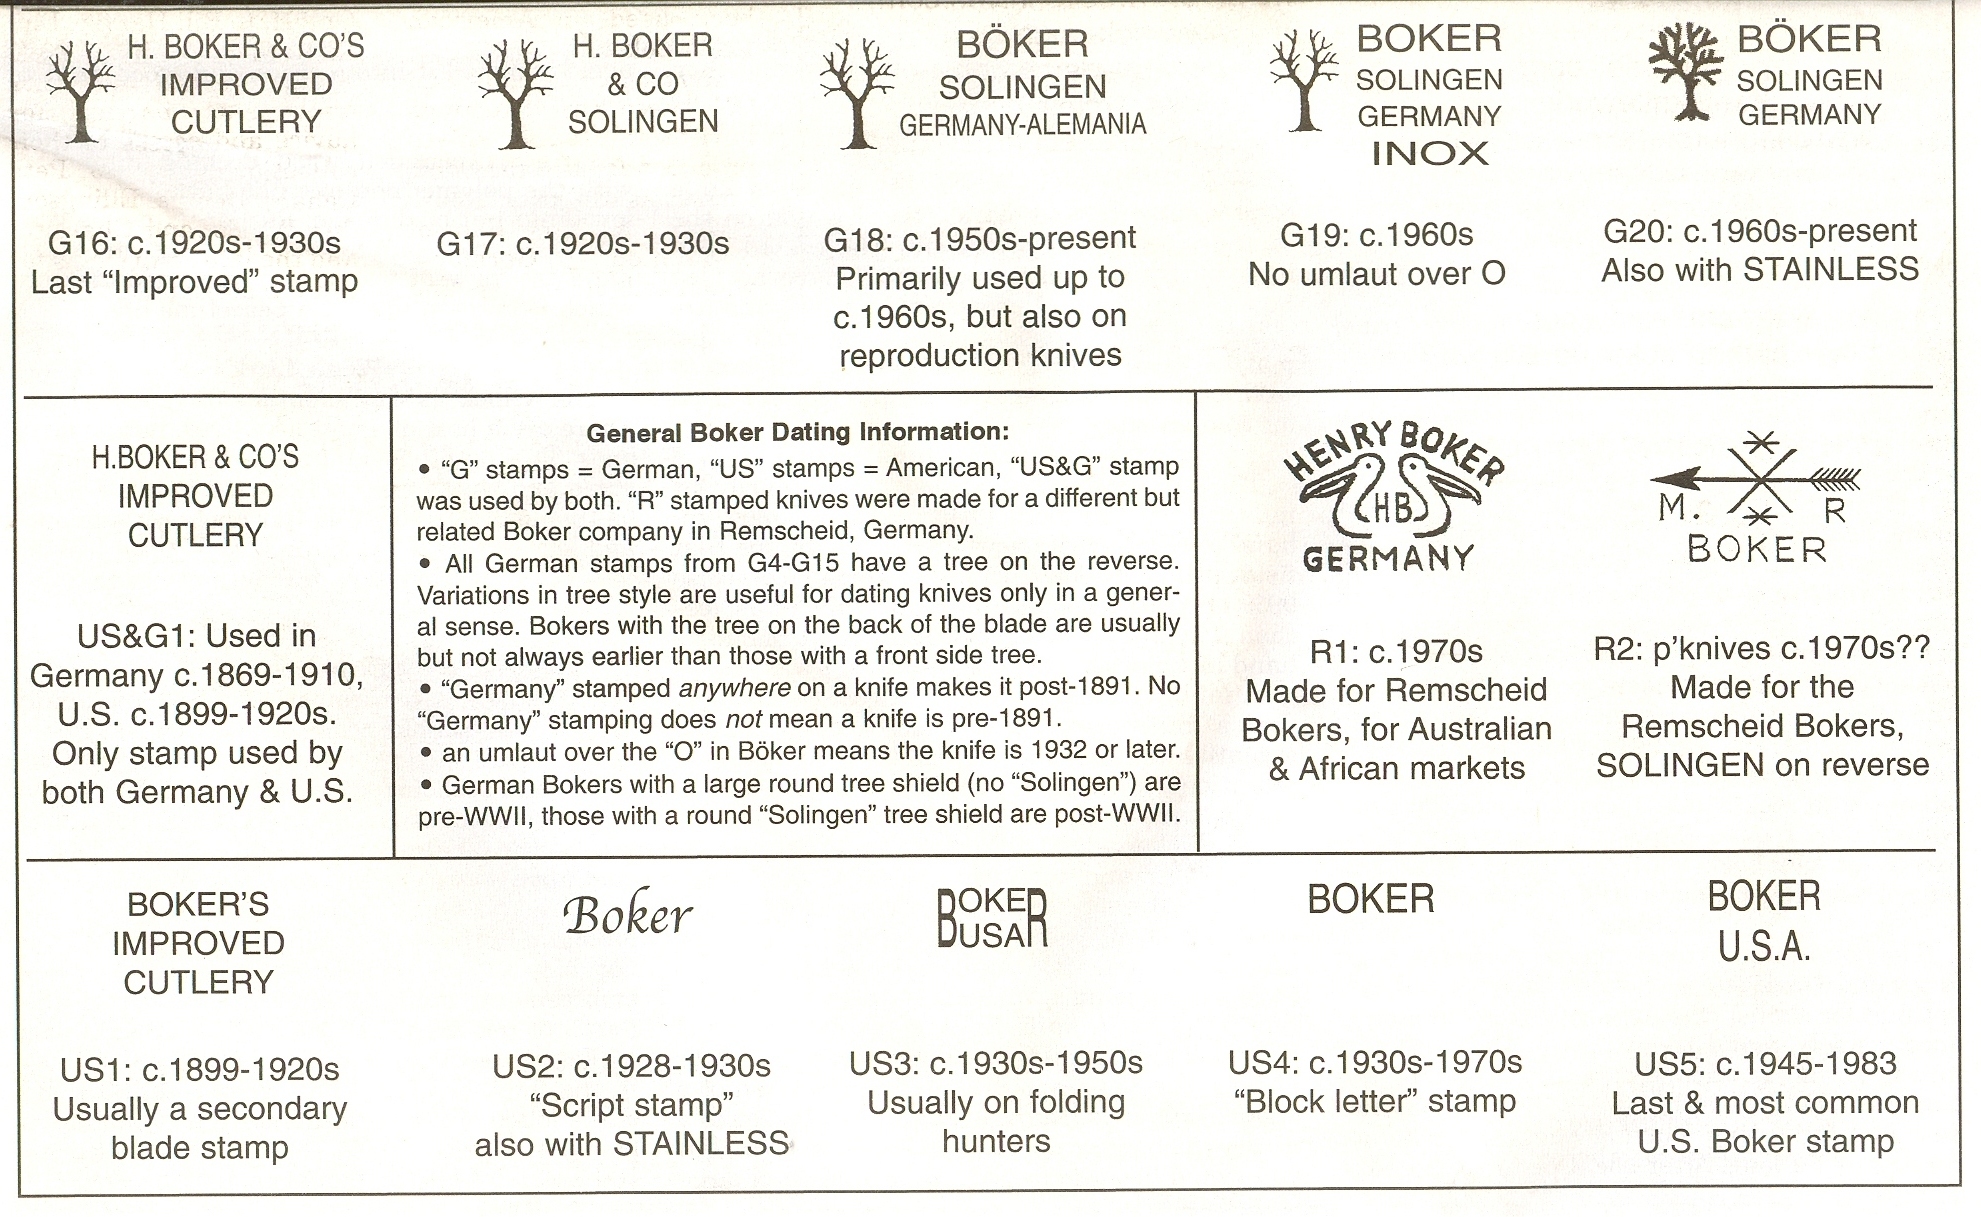 H. BOKER & CO'S
IMPROVED
CUTLERY
G16: c.1920s-1930s
Last “Improved” stamp
H. BOKER
& CO
SOLINGEN
G17: c.1920s-1930s
BÖKER
SOLINGEN
GERMANY-ALEMANIA
G18: c.1950s-present
Primarily used up to
c.1960s, but also on
reproduction knives
BOKER
SOLINGEN
GERMANY
INOX
G19: c.1960s
No umlaut over O
BÖKER
SOLINGEN
GERMANY
G20: c.1960s-present
Also with STAINLESS
H.BOKER & CO'S
IMPROVED
CUTLERY
US&G1: Used in
Germany c.1869-1910,
U.S. c.1899-1920s.
Only stamp used by
both Germany & U.S.
General Boker Dating Information:
• “G” stamps = German, “US” stamps = American, “US&G” stamp
was used by both. “R” stamped knives were made for a different but
related Boker company in Remscheid, Germany.
• All German stamps from G4-G15 have a tree on the reverse.
Variations in tree style are useful for dating knives only in a gener-
al sense. Bokers with the tree on the back of the blade are usually
but not always earlier than those with a front side tree.
• “Germany” stamped anywhere on a knife makes it post-1891. No
“Germany” stamping does not mean a knife is pre-1891.
• an umlaut over the “O” in Böker means the knife is 1932 or later.
• German Bokers with a large round tree shield (no “Solingen”) are
pre-WWII, those with a round “Solingen” tree shield are post-WWII.
HENRY BOKER
HB
GERMANY
R1: c.1970s
Made for Remscheid
Bokers, for Australian
& African markets
M. R
BOKER
R2: p'knives c.1970s??
Made for the
Remscheid Bokers,
SOLINGEN on reverse
BOKER'S
IMPROVED
CUTLERY
US1: c.1899-1920s
Usually a secondary
blade stamp
Boker
US2: c.1928-1930s
“Script stamp”
also with STAINLESS
BOKER
USA
US3: c.1930s-1950s
Usually on folding
hunters
BOKER
US4: c.1930s-1970s
“Block letter” stamp
BOKER
U.S.A.
US5: c.1945-1983
Last & most common
U.S. Boker stamp